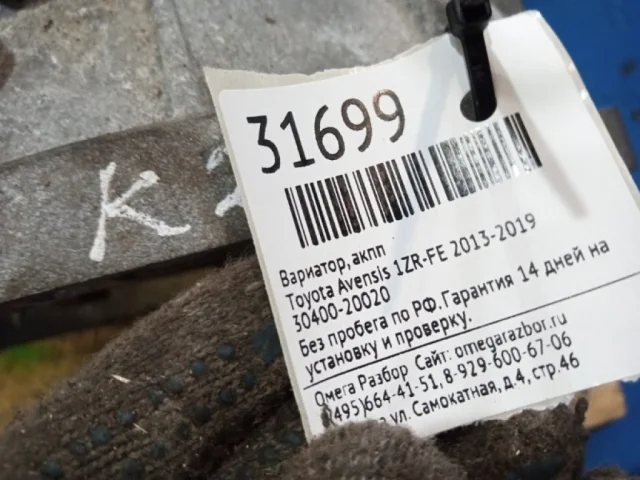 31699
K
Вариатор, акпп
Toyota Avensis 1ZR-FE 2013-2019
30400-20020
Без пробега по РФ. Гарантия 14 дней на
установку и проверку.
Омега Разбор Сайт: omegarazbor.ru
(495)664-41-51, 8-929-600-67-06
ул. Самокатная, д.4, стр.46